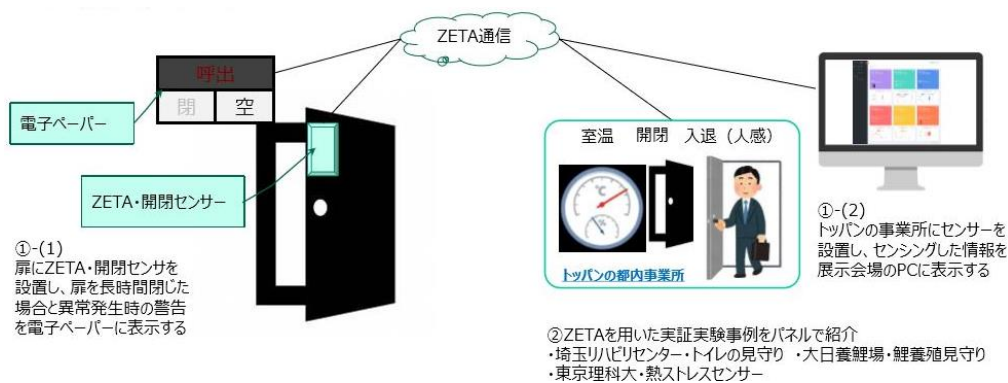 ZETA通信
呼出
閉 空
電子ペーパー
ZETA・開閉センサー
①-(1)
扉にZETA・開閉センサを
設置し、扉を長時間閉じた
場合と異常発生時の警告
を電子ペーパーに表示する
室温 開閉 入退（人感）
℃
%
トッパンの都内事業所
①-(2)
トッパンの事業所にセンサーを
設置し、センシングした情報を
展示会場のPCに表示する
②ZETAを用いた実証実験事例をパネルで紹介
・埼玉リハビリセンター・トイレの見守り ・大日養鯉場・鯉養殖見守り
・東京理科大・熱ストレスセンサー